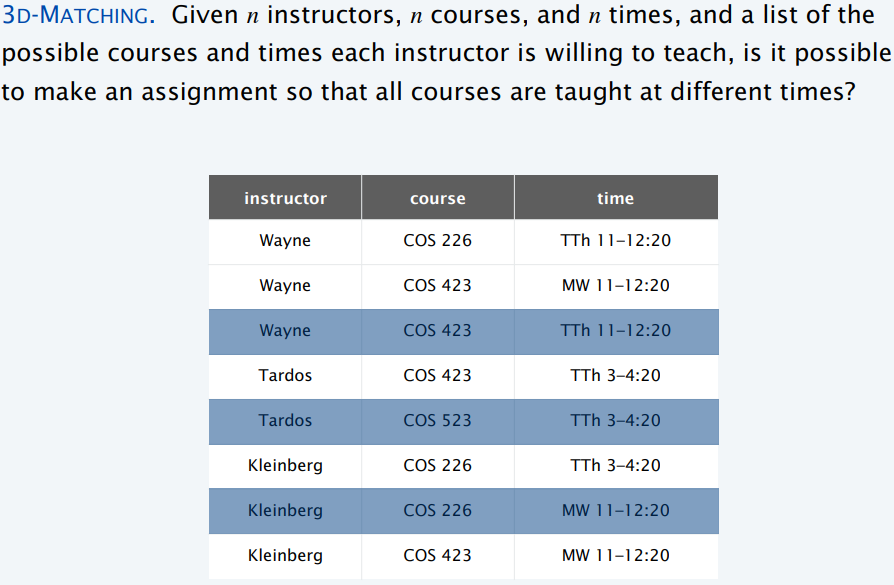 3D-MATCHING. Given n instructors, n courses, and n times, and a list of the
possible courses and times each instructor is willing to teach, is it possible
to make an assignment so that all courses are taught at different times?
instructor course time
Wayne COS 226 TTh 11–12:20
Wayne COS 423 MW 11–12:20
Wayne COS 423 TTh 11–12:20
Tardos COS 423 TTh 3–4:20
Tardos COS 523 TTh 3–4:20
Kleinberg COS 226 TTh 3–4:20
Kleinberg COS 226 MW 11–12:20
Kleinberg COS 423 MW 11–12:20